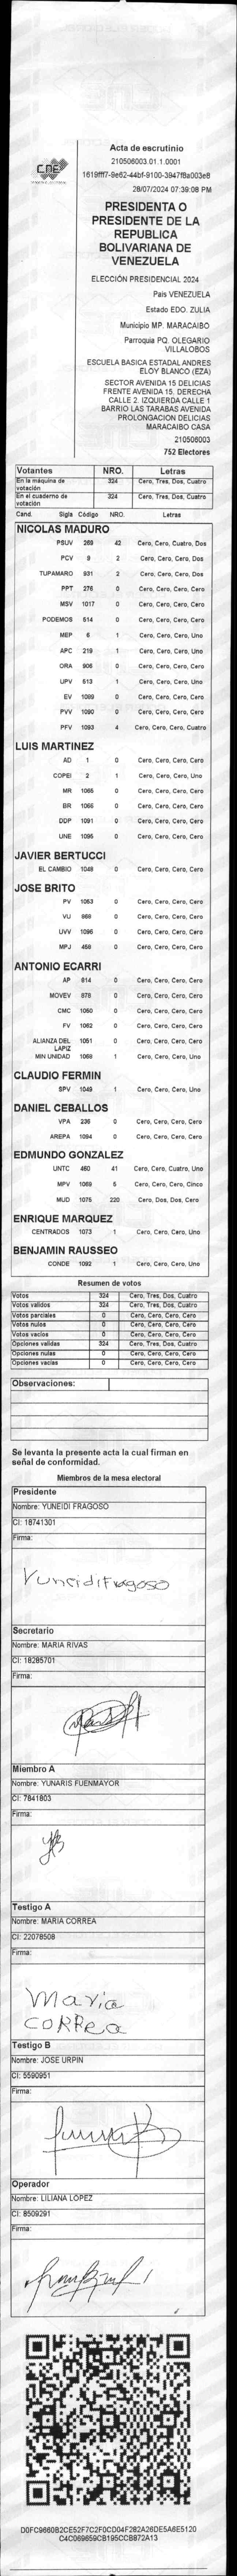 CNE
Acta de escrutinio
210506003.01.1.0001
1619fff7-9e62-44bf-9100-3947f8a003e8
28/07/2024 07:39:08 PM
PRESIDENTA O
PRESIDENTE DE LA
REPUBLICA
BOLIVARIANA DE
VENEZUELA
ELECCIÓN PRESIDENCIAL 2024
Pais VENEZUELA
Estado EDO. ZULIA
Municipio MP. MARACAIBO
Parroquia PQ. OLEGARIO
VILLALOBOS
ESCUELA BASICA ESTADAL ANDRES
ELOY BLANCO (EZA)
SECTOR AVENIDA 15 DELICIAS
FRENTE AVENIDA 15. DERECHA
CALLE 2. IZQUIERDA CALLE 1
BARRIO LAS TARABAS AVENIDA
PROLONGACION DELICIAS
MARACAIBO CASA
210506003
752 Electores
Votantes NRO. Letras
En la máquina de votación 324 Cero, Tres, Dos, Cuatro
En el cuaderno de votación 324 Cero, Tres, Dos, Cuatro
Cand. Sigla Código NRO. Letras
NICOLAS MADURO
PSUV 269 42 Cero, Cero, Cuatro, Dos
PCV 9 2 Cero, Cero, Cero, Dos
TUPAMARO 931 2 Cero, Cero, Cero, Dos
PPT 276 0 Cero, Cero, Cero, Cero
MSV 1017 0 Cero, Cero, Cero, Cero
PODEMOS 514 0 Cero, Cero, Cero, Cero
MEP 6 1 Cero, Cero, Cero, Uno
APC 219 1 Cero, Cero, Cero, Uno
ORA 906 0 Cero, Cero, Cero, Cero
UPV 513 1 Cero, Cero, Cero, Uno
EV 1099 0 Cero, Cero, Cero, Cero
PVV 1090 0 Cero, Cero, Cero, Cero
PFV 1093 4 Cero, Cero, Cero, Cuatro
LUIS MARTINEZ
AD 1 0 Cero, Cero, Cero, Cero
COPEI 2 1 Cero, Cero, Cero, Uno
MR 1065 0 Cero, Cero, Cero, Cero
BR 1066 0 Cero, Cero, Cero, Cero
DDP 1091 0 Cero, Cero, Cero, Cero
UNE 1095 0 Cero, Cero, Cero, Cero
JAVIER BERTUCCI
EL CAMBIO 1048 0 Cero, Cero, Cero, Cero
JOSE BRITO
PV 1053 0 Cero, Cero, Cero, Cero
VU 868 0 Cero, Cero, Cero, Cero
UVV 1096 0 Cero, Cero, Cero, Cero
MPJ 458 0 Cero, Cero, Cero, Cero
ANTONIO ECARRI
AP 814 0 Cero, Cero, Cero, Cero
MOVEV 878 0 Cero, Cero, Cero, Cero
CMC 1050 0 Cero, Cero, Cero, Cero
FV 1062 0 Cero, Cero, Cero, Cero
ALIANZA DEL LAPIZ 1051 0 Cero, Cero, Cero, Cero
MIN UNIDAD 1068 1 Cero, Cero, Cero, Uno
CLAUDIO FERMIN
SPV 1049 1 Cero, Cero, Cero, Uno
DANIEL CEBALLOS
VPA 236 0 Cero, Cero, Cero, Cero
AREPA 1094 0 Cero, Cero, Cero, Cero
EDMUNDO GONZALEZ
UNTC 460 41 Cero, Cero, Cuatro, Uno
MPV 1069 5 Cero, Cero, Cero, Cinco
MUD 1075 220 Cero, Dos, Dos, Cero
ENRIQUE MARQUEZ
CENTRADOS 1073 1 Cero, Cero, Cero, Uno
BENJAMIN RAUSSEO
CONDE 1092 1 Cero, Cero, Cero, Uno
Resumen de votos
Votos 324 Cero, Tres, Dos, Cuatro
Votos validos 324 Cero, Tres, Dos, Cuatro
Votos parciales 0 Cero, Cero, Cero, Cero
Votos nulos 0 Cero, Cero, Cero, Cero
Votos vacios 0 Cero, Cero, Cero, Cero
Opciones validas 324 Cero, Tres, Dos, Cuatro
Opciones nulas 0 Cero, Cero, Cero, Cero
Opciones vacias 0 Cero, Cero, Cero, Cero
Observaciones:
Se levanta la presente acta la cual firman en
señal de conformidad.
Miembros de la mesa electoral
Presidente
Nombre: YUNEIDI FRAGOSO
CI: 18741301
Firma:
Yuneidi Fragoso
Secretario
Nombre: MARIA RIVAS
CI: 18285701
Firma:
Miembro A
Nombre: YUNARIS FUENMAYOR
CI: 7841803
Firma:
Testigo A
Nombre: MARIA CORREA
CI: 22078508
Firma:
Maria
CORREA
Testigo B
Nombre: JOSE URPIN
CI: 5590951
Firma:
Operador
Nombre: LILIANA LOPEZ
CI: 8509291
Firma:
D0FC9660B2CE52F7C2F0CD04F282A26DE5A6E5120
C4C069659CB195CCB872A13